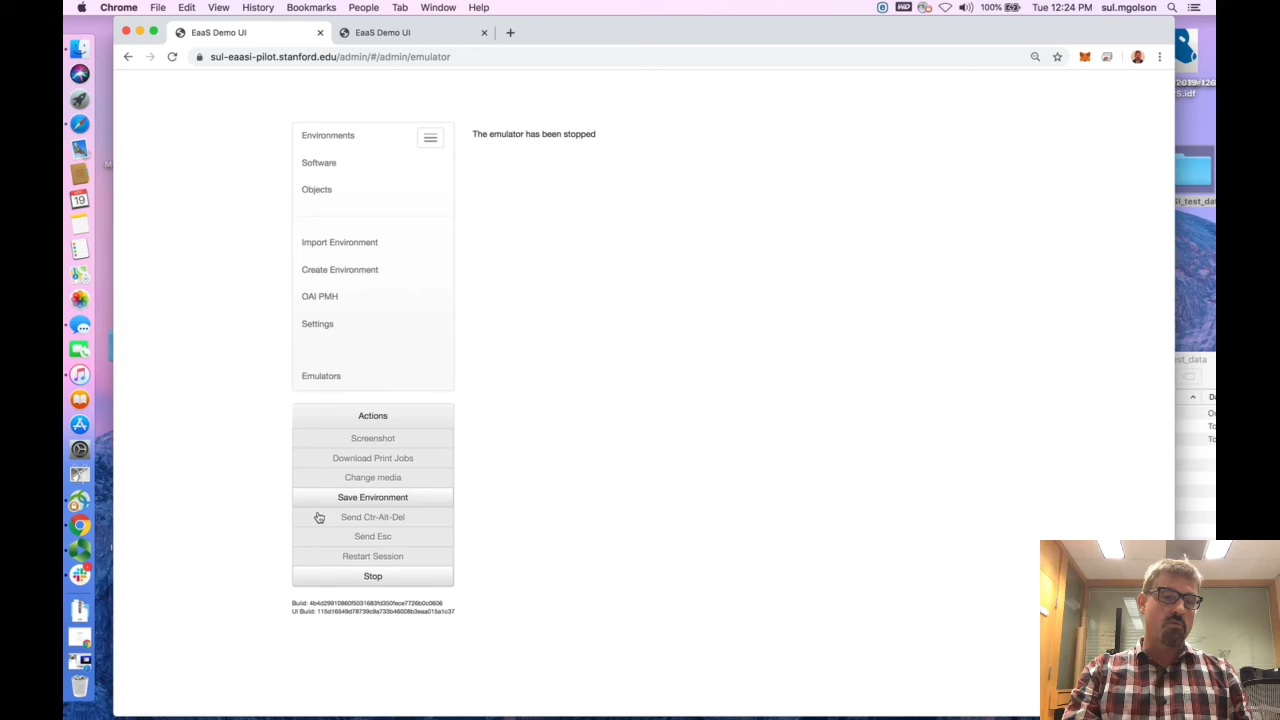 Chrome File Edit View History Bookmarks People Tab Window Help
100% Tue 12:24 PM sul.mgolson
EaaS Demo UI
EaaS Demo UI
sul-eaasi-pilot.stanford.edu/admin/#/admin/emulator
Environments
The emulator has been stopped
Software
Objects
Import Environment
Create Environment
OAI PMH
Settings
Emulators
Actions
Screenshot
Download Print Jobs
Change media
Save Environment
Send Ctr-Alt-Del
Send Esc
Restart Session
Stop
19
test_data